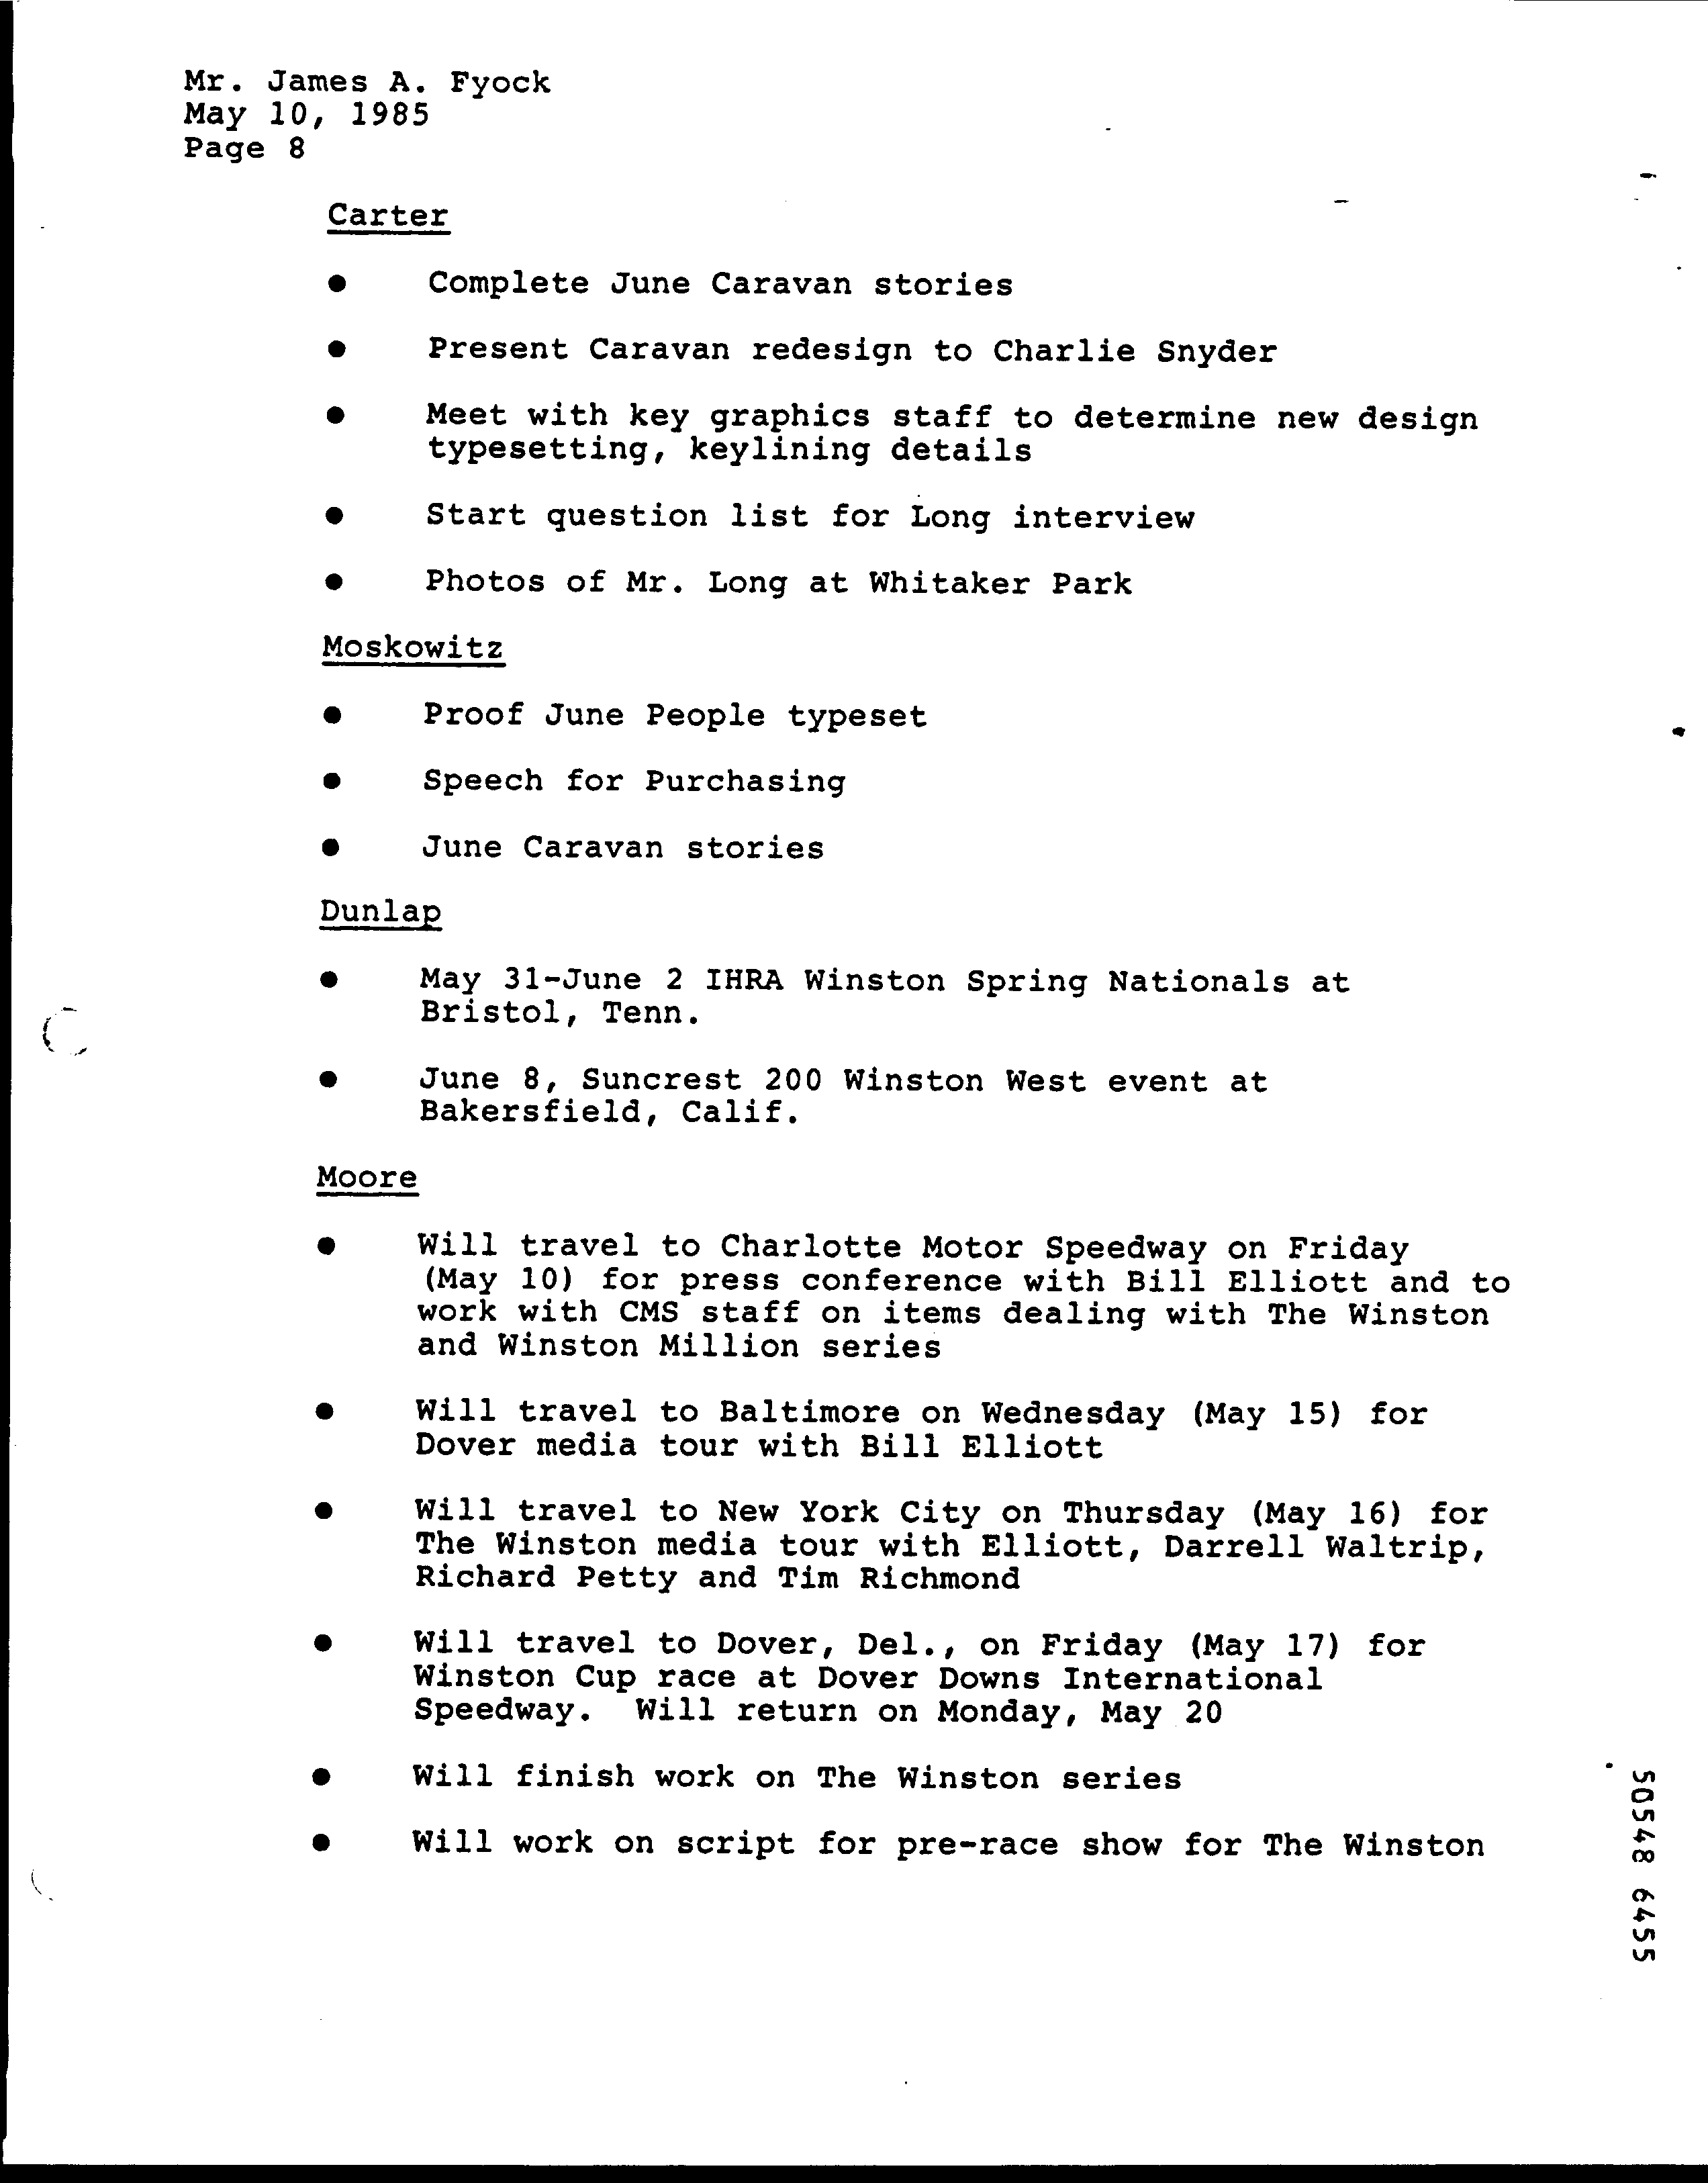 Mr. James A. Fyock
May 10, 1985
Page 8
Carter
● Complete June Caravan stories
● Present Caravan redesign to Charlie Snyder
● Meet with key graphics staff to determine new design
typesetting, keylining details
● Start question list for Long interview
● Photos of Mr. Long at Whitaker Park
Moskowitz
● Proof June People typeset
● Speech for Purchasing
● June Caravan stories
Dunlap
● May 31-June 2 IHRA Winston Spring Nationals at
Bristol, Tenn.
● June 8, Suncrest 200 Winston West event at
Bakersfield, Calif.
Moore
● Will travel to Charlotte Motor Speedway on Friday
(May 10) for press conference with Bill Elliott and to
work with CMS staff on items dealing with The Winston
and Winston Million series
● Will travel to Baltimore on Wednesday (May 15) for
Dover media tour with Bill Elliott
● Will travel to New York City on Thursday (May 16) for
The Winston media tour with Elliott, Darrell Waltrip,
Richard Petty and Tim Richmond
● Will travel to Dover, Del., on Friday (May 17) for
Winston Cup race at Dover Downs International
Speedway. Will return on Monday, May 20
● Will finish work on The Winston series
● Will work on script for pre-race show for The Winston
50548 6455